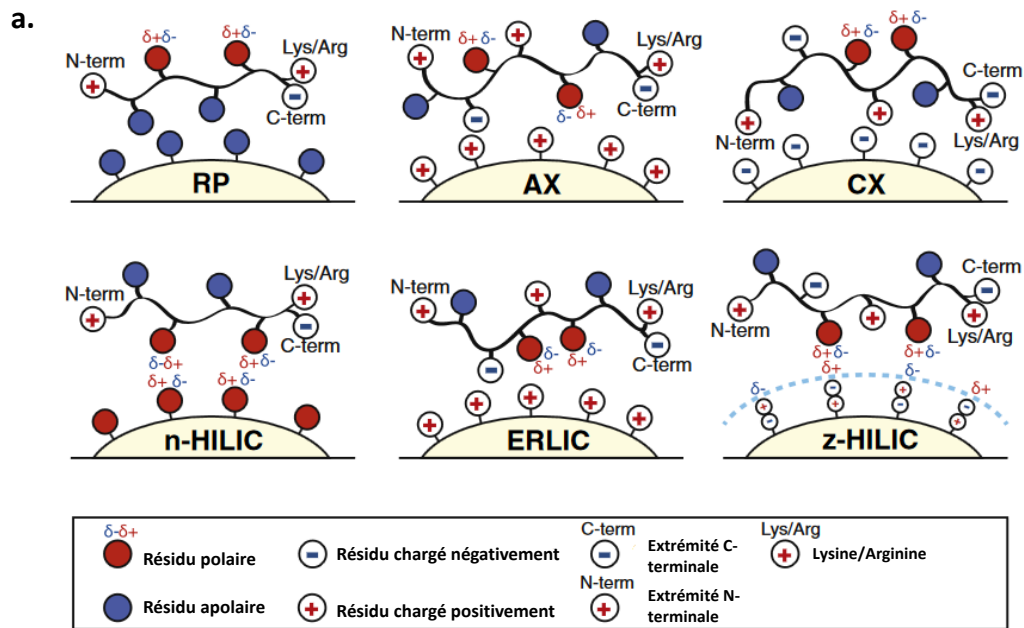 a.
δ+δ-
δ+δ-
Lys/Arg
N-term
+
+
-
C-term
RP
N-term
+
δ+ δ-
+
Lys/Arg
+
-
C-term
-
δ- δ+
+
+
+
+
+
AX
-
δ+δ-
δ+δ-
C-term
-
+
N-term
+
+
Lys/Arg
-
-
-
-
-
CX
N-term
+
Lys/Arg
+
-
C-term
δ-δ+
δ+δ-
δ+ δ-
δ+ δ-
n-HILIC
N-term
+
+
Lys/Arg
+
-
C-term
-
δ-
δ+
δ+
δ-
+
+
+
+
+
ERLIC
N-term
+
-
+
C-term
-
+
Lys/Arg
δ+δ-
δ+δ-
δ-
δ+
δ-
δ+
+
-
-
+
+
-
-
+
z-HILIC
δ-δ+
Résidu polaire
-
Résidu chargé négativement
C-term
-
Extrémité C-
terminale
Lys/Arg
+
Lysine/Arginine
Résidu apolaire
+
Résidu chargé positivement
N-term
+
Extrémité N-
terminale